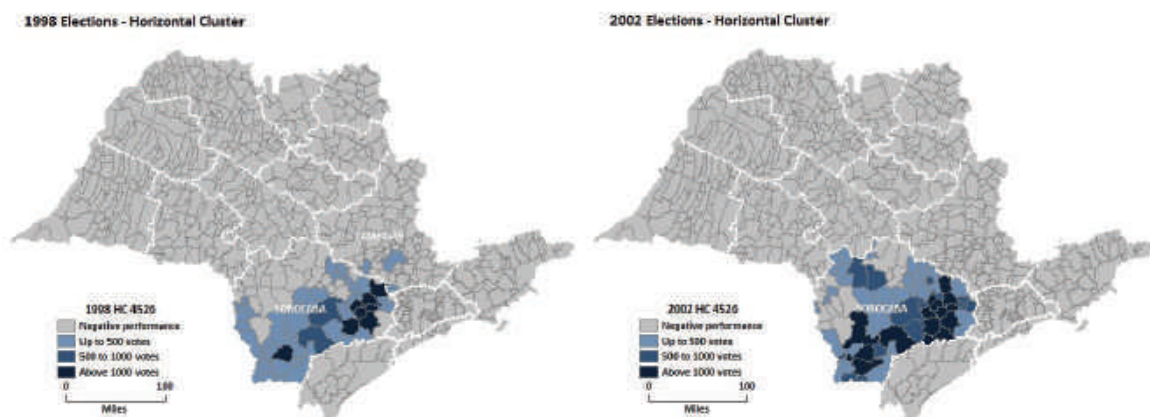 1998 Elections - Horizontal Cluster
SOROCABA
1998 HC 4526
Negative performance
Up to 500 votes
500 to 1000 votes
Above 1000 votes
0 100
Miles
2002 Elections - Horizontal Cluster
SOROCABA
2002 HC 4526
Negative performance
Up to 500 votes
500 to 1000 votes
Above 1000 votes
0 100
Miles